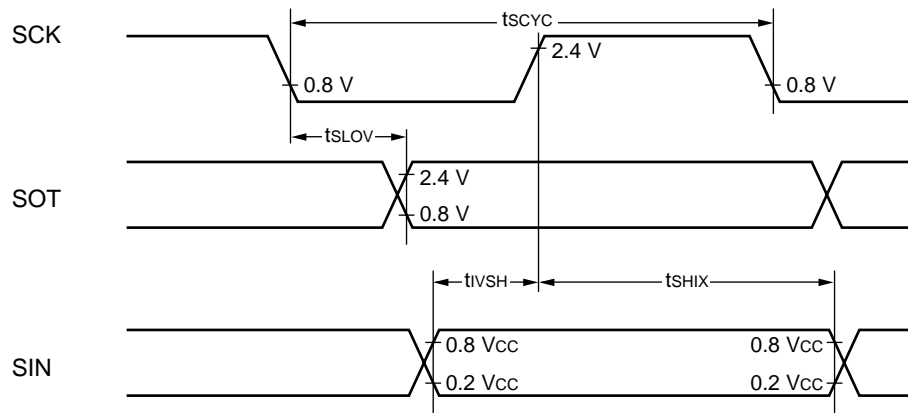 tSCYC
SCK
2.4 V
0.8 V
0.8 V
tSLOV
SOT
2.4 V
0.8 V
tIVSH
tSHIX
SIN
0.8 VCC
0.8 VCC
0.2 VCC
0.2 VCC